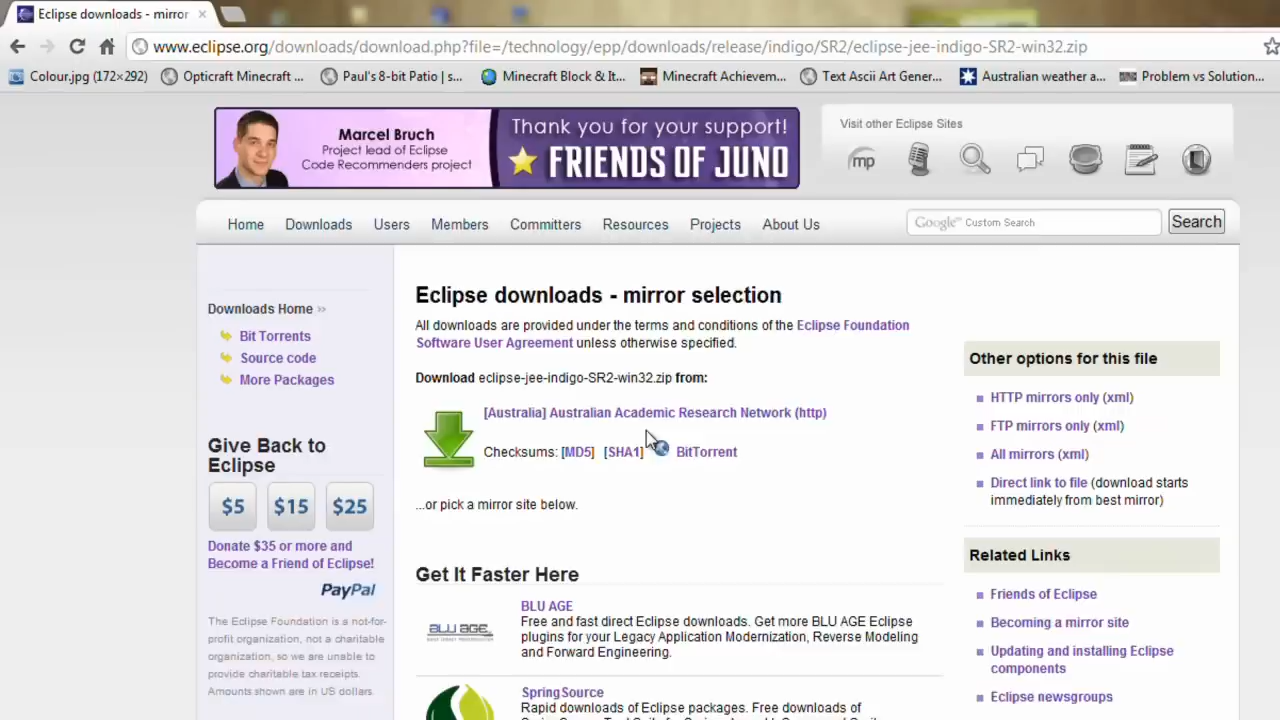 Eclipse downloads - mirror
www.eclipse.org/downloads/download.php?file=/technology/epp/downloads/release/indigo/SR2/eclipse-jee-indigo-SR2-win32.zip
Colour.jpg (172×292)
Opticraft Minecraft ...
Paul's 8-bit Patio | s...
Minecraft Block & It...
Minecraft Achievem...
Text Ascii Art Gener...
Australian weather a...
Problem vs Solution...
Marcel Bruch
Project lead of Eclipse
Code Recommenders project
Thank you for your support!
FRIENDS OF JUNO
Visit other Eclipse Sites
mp
Home Downloads Users Members Committers Resources Projects About Us
Google™ Custom Search
Search
Downloads Home »
Bit Torrents
Source code
More Packages
Give Back to
Eclipse
$5 $15 $25
Donate $35 or more and
Become a Friend of Eclipse!
PayPal
The Eclipse Foundation is a not-for-
profit organization, not a charitable
organization, so we are unable to
provide charitable tax receipts.
Amounts shown are in US dollars.
Eclipse downloads - mirror selection
All downloads are provided under the terms and conditions of the Eclipse Foundation
Software User Agreement unless otherwise specified.
Download eclipse-jee-indigo-SR2-win32.zip from:
[Australia] Australian Academic Research Network (http)
Checksums: [MD5] [SHA1] BitTorrent
...or pick a mirror site below.
Get It Faster Here
BLU AGE
BLU AGE
Free and fast direct Eclipse downloads. Get more BLU AGE Eclipse
plugins for your Legacy Application Modernization, Reverse Modeling
and Forward Engineering.
SpringSource
Rapid downloads of Eclipse packages. Free downloads of
Other options for this file
HTTP mirrors only (xml)
FTP mirrors only (xml)
All mirrors (xml)
Direct link to file (download starts
immediately from best mirror)
Related Links
Friends of Eclipse
Becoming a mirror site
Updating and installing Eclipse
components
Eclipse newsgroups